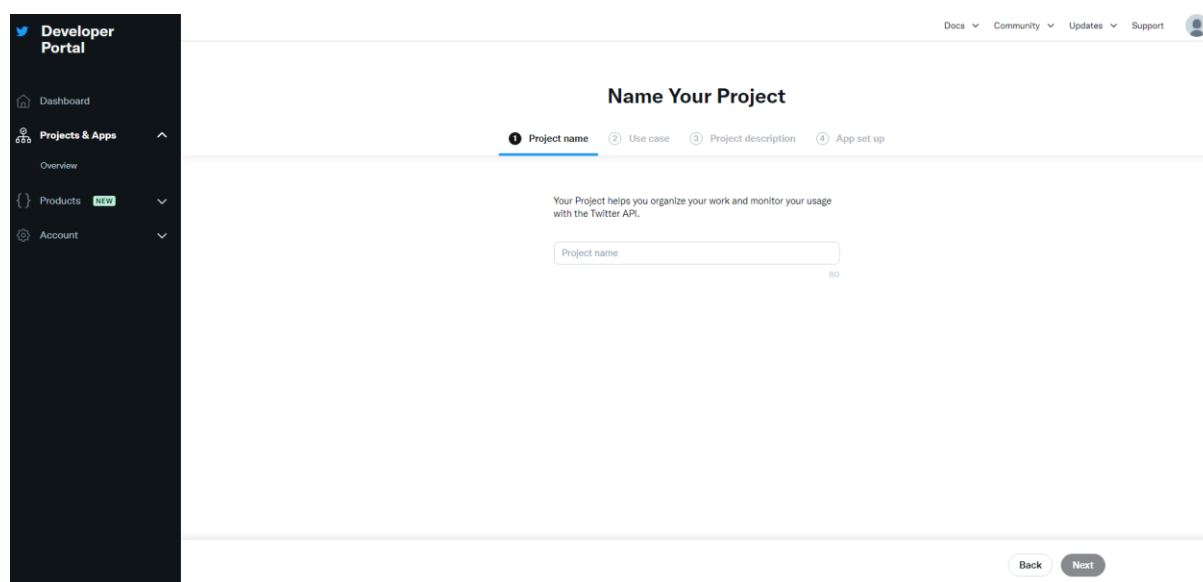 Developer
Portal
Docs Community Updates Support
Dashboard
Projects & Apps
Overview
Products NEW
Account
Name Your Project
1 Project name 2 Use case 3 Project description 4 App set up
Your Project helps you organize your work and monitor your usage
with the Twitter API.
Project name
80
Back Next